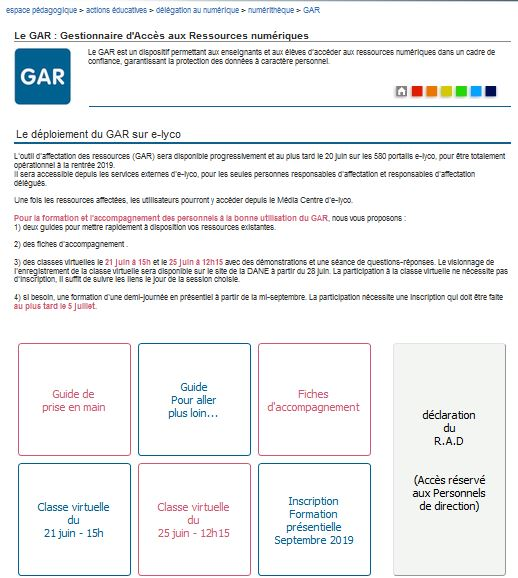 espace pédagogique > actions éducatives > délégation au numérique > numérithèque > GAR
Le GAR : Gestionnaire d'Accès aux Ressources numériques
GAR
Le GAR est un dispositif permettant aux enseignants et aux élèves d'accéder aux ressources numériques dans un cadre de
confiance, garantissant la protection des données à caractère personnel.
Le déploiement du GAR sur e-lyco
L'outil d'affectation des ressources (GAR) sera disponible progressivement et au plus tard le 20 juin sur les 580 portails e-lyco, pour être totalement
opérationnel à la rentrée 2019.
Il sera accessible depuis les services externes d'e-lyco, pour les seules personnes responsables d'affectation et responsables d'affectation
délégués.
Une fois les ressources affectées, les utilisateurs pourront y accéder depuis le Média Centre d'e-lyco.
Pour la formation et l'accompagnement des personnels à la bonne utilisation du GAR, nous vous proposons :
1) deux guides pour mettre rapidement à disposition vos ressources existantes.
2) des fiches d'accompagnement .
3) des classes virtuelles le 21 juin à 15h et le 25 juin à 12h15 avec des démonstrations et une séance de questions-réponses. Le visionnage de
l'enregistrement de la classe virtuelle sera disponible sur le site de la DANE à partir du 28 juin. La participation à la classe virtuelle ne nécessite pas
d'inscription, il suffit de suivre les liens le jour de la session choisie.
4) si besoin, une formation d'une demi-journée en présentiel à partir de la mi-septembre. La participation nécessite une inscription qui doit être faite
au plus tard le 5 juillet.
Guide de
prise en main
Guide
Pour aller
plus loin...
Fiches
d'accompagnement
déclaration
du
R.A.D
(Accès réservé
aux Personnels
de direction)
Classe virtuelle
du
21 juin - 15h
Classe virtuelle
du
25 juin - 12h15
Inscription
Formation
présentielle
Septembre 2019